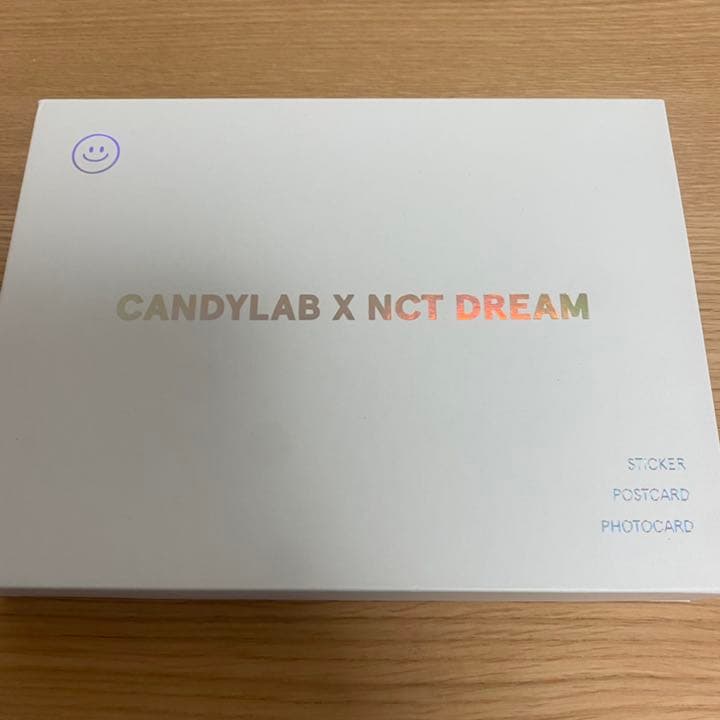 CANDYLAB X NCT DREAM
STICKER
POSTCARD
PHOTOCARD